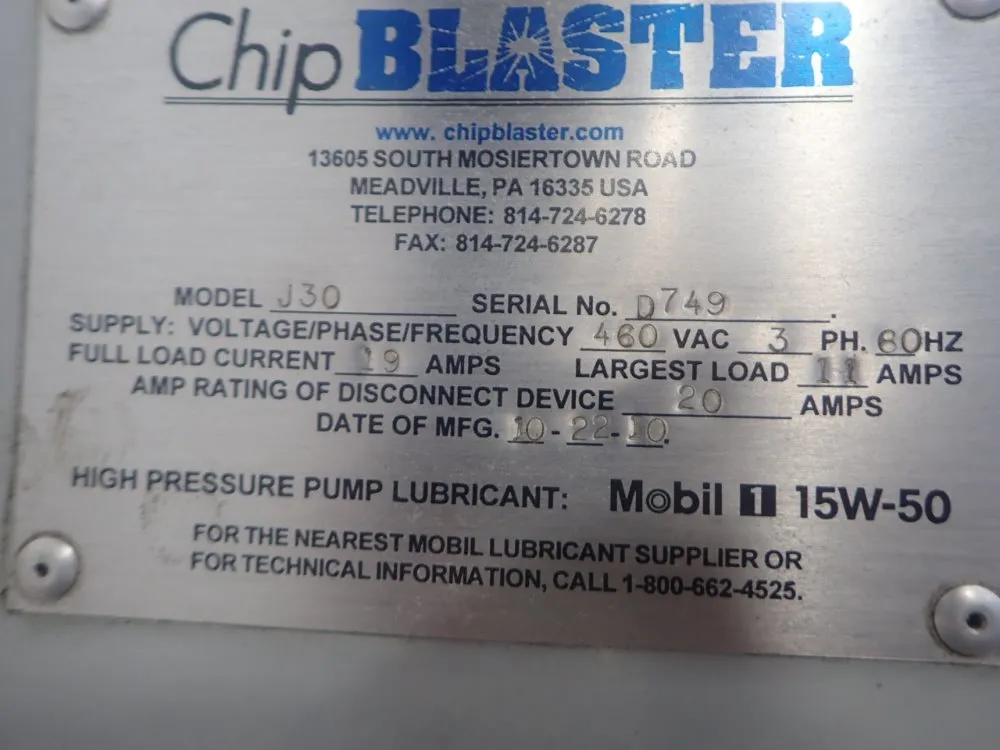 Chip BLASTER
www. chipblaster.com
13605 SOUTH MOSIERTOWN ROAD
MEADVILLE, PA 16335 USA
TELEPHONE: 814-724-6278
FAX: 814-724-6287
MODEL J30 SERIAL No. D749.
SUPPLY: VOLTAGE/PHASE/FREQUENCY 460 VAC 3 PH. 60HZ
FULL LOAD CURRENT 19 AMPS LARGEST LOAD 11 AMPS
AMP RATING OF DISCONNECT DEVICE 20 AMPS
DATE OF MFG. 10-22-10.
HIGH PRESSURE PUMP LUBRICANT: Mobil 1 15W-50
FOR THE NEAREST MOBIL LUBRICANT SUPPLIER OR
FOR TECHNICAL INFORMATION, CALL 1-800-662-4525.